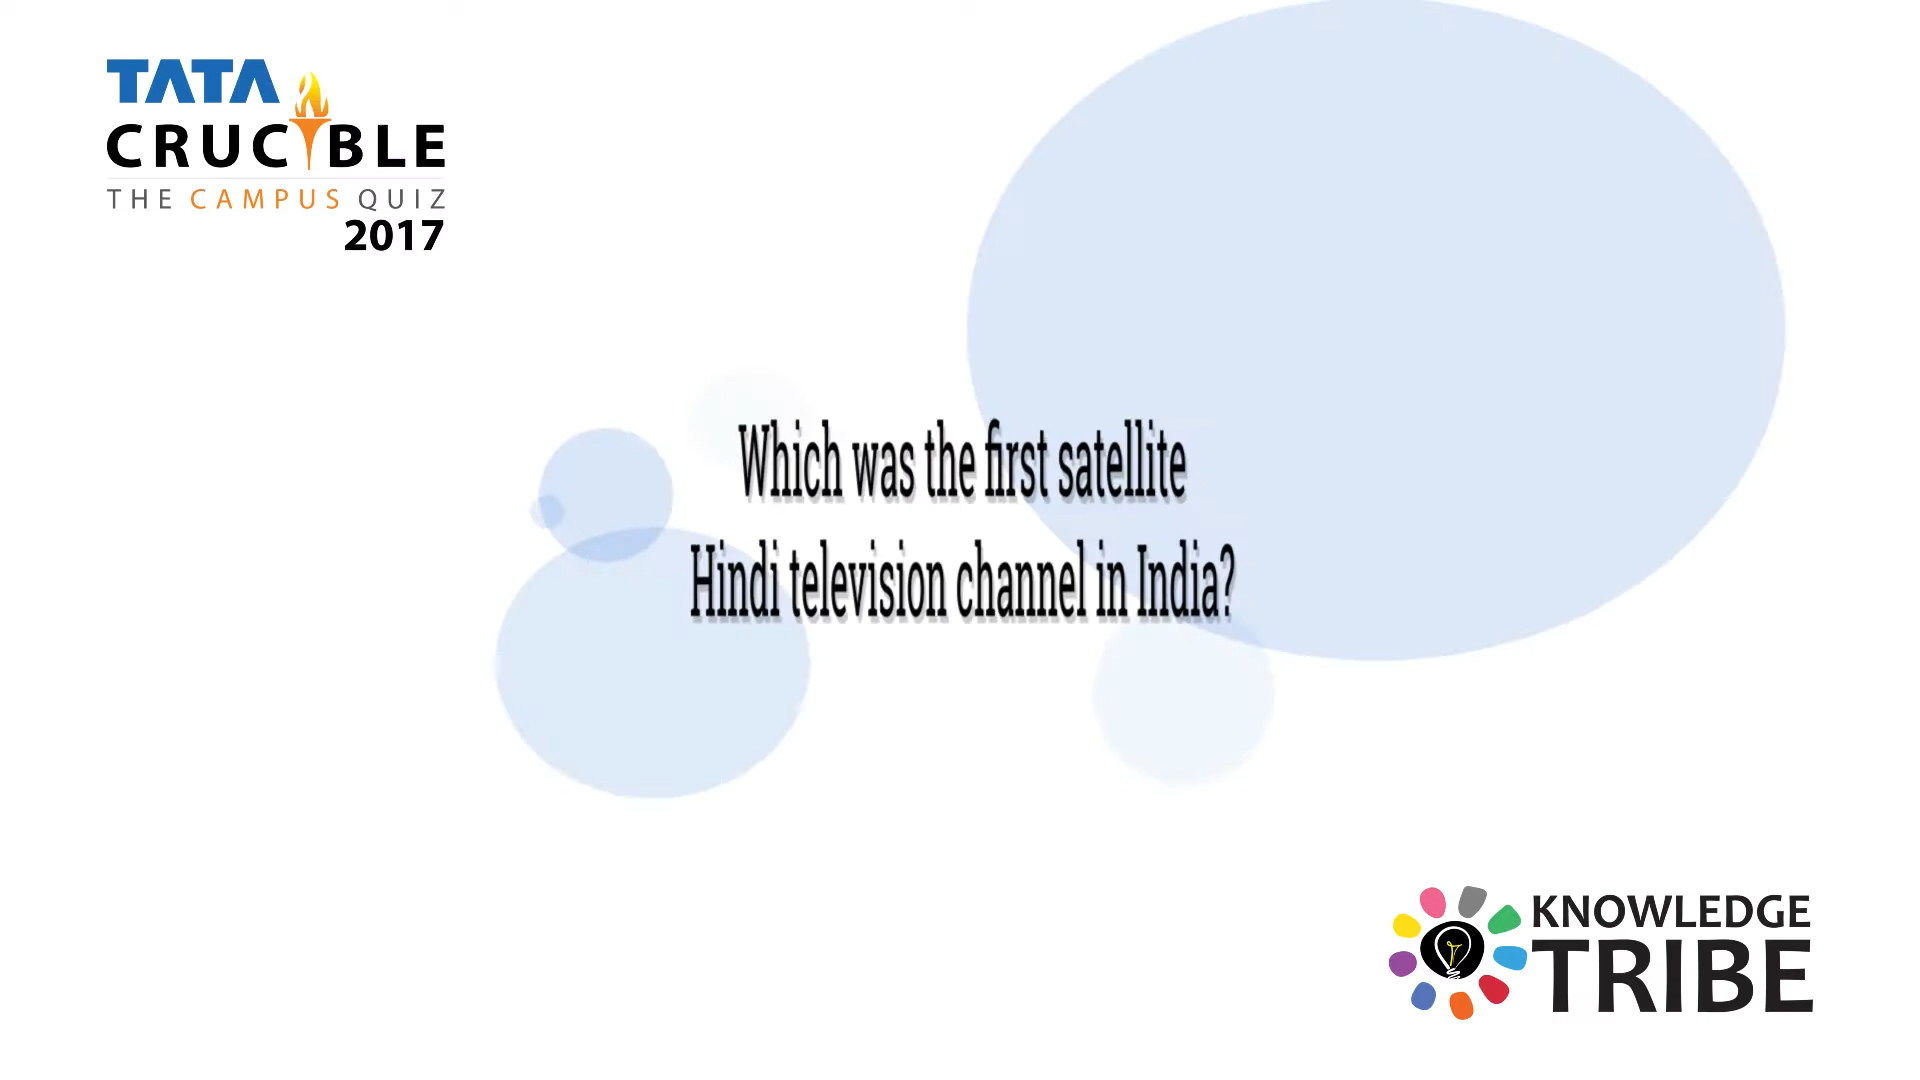 TATA
CRUCIBLE
THE CAMPUS QUIZ
2017
Which was the first satellite
Hindi television channel in India?
KNOWLEDGE
TRIBE